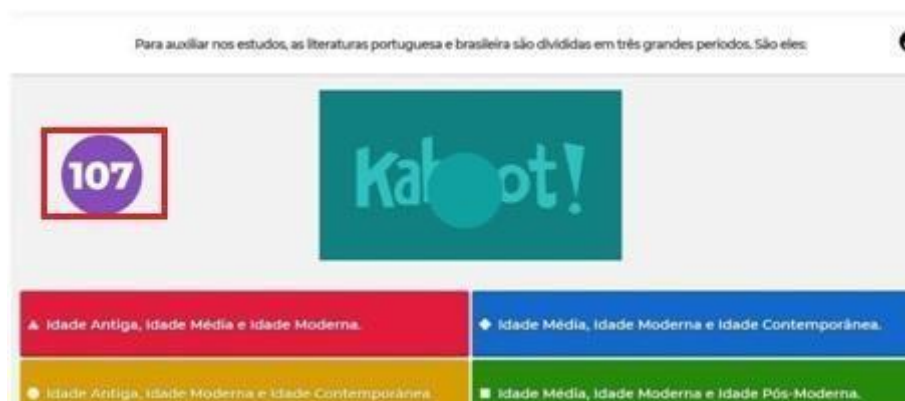 Para auxiliar nos estudos, as literaturas portuguesa e brasileira são divididas em três grandes períodos. São eles:
107
Kahoot!
▲ Idade Antiga, Idade Média e Idade Moderna.
◆ Idade Média, Idade Moderna e Idade Contemporânea.
● Idade Antiga, Idade Moderna e Idade Contemporânea.
■ Idade Média, Idade Moderna e Idade Pós-Moderna.